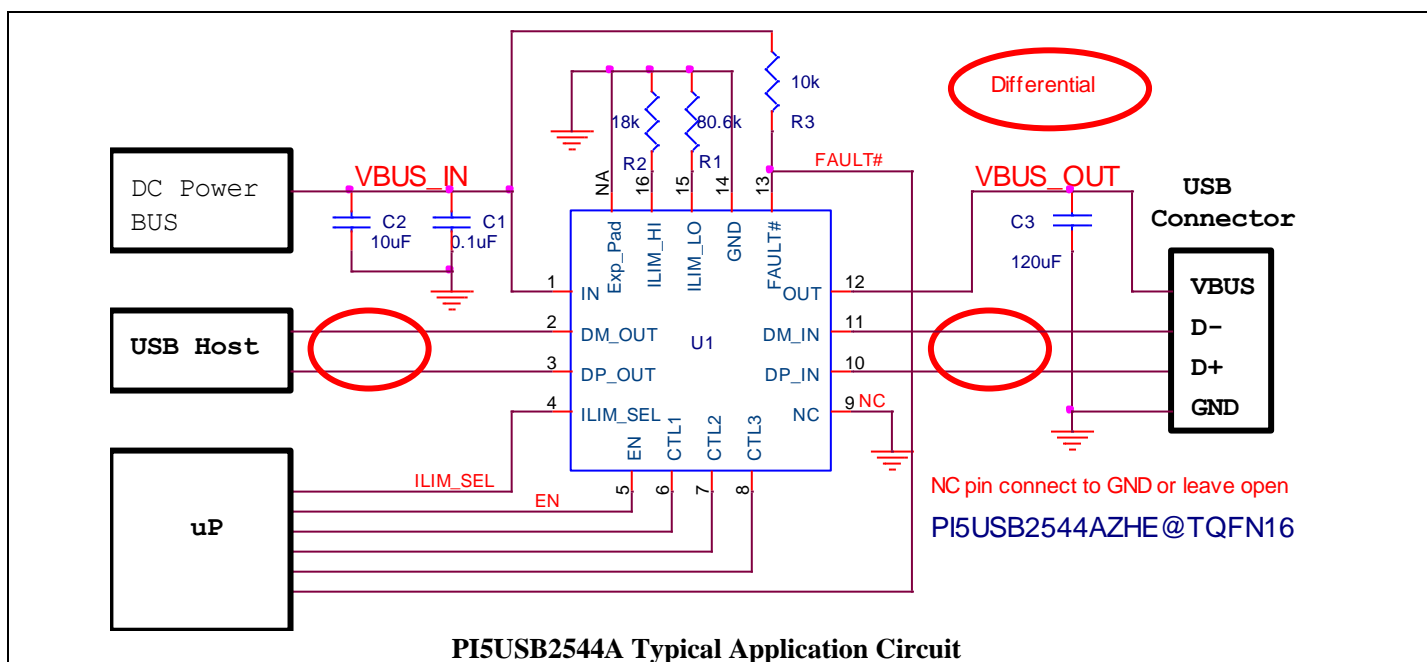 Differential
10k
R3
18k
R2
80.6k
R1
FAULT#
DC Power
BUS
VBUS_IN
C2
10uF
C1
0.1uF
VBUS_OUT
C3
120uF
USB
Connector
NA
16
15
14
13
Exp_Pad
ILIM_HI
ILIM_LO
GND
FAULT#
1
IN
2
DM_OUT
3
DP_OUT
4
ILIM_SEL
U1
12
OUT
11
DM_IN
10
DP_IN
9
NC
NC
EN
CTL1
CTL2
CTL3
5
6
7
8
USB Host
VBUS
D-
D+
GND
uP
ILIM_SEL
EN
NC pin connect to GND or leave open
PI5USB2544AZHE@TQFN16
PI5USB2544A Typical Application Circuit